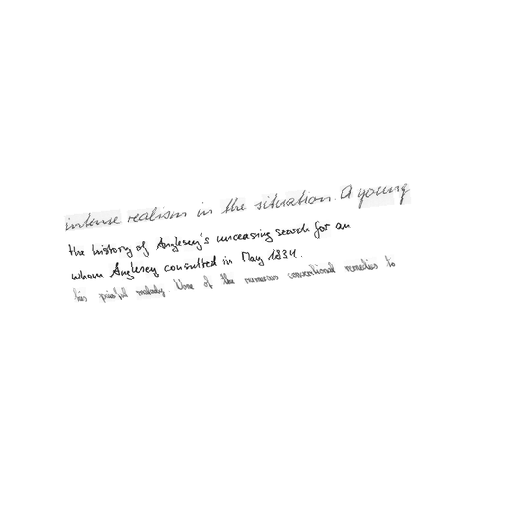 intense realism in the situation. A young
the history of Anglesey's unceasing search for an
whom Anglesey consulted in May 1834.
his painful malady. None of the numerous conventional remedies to